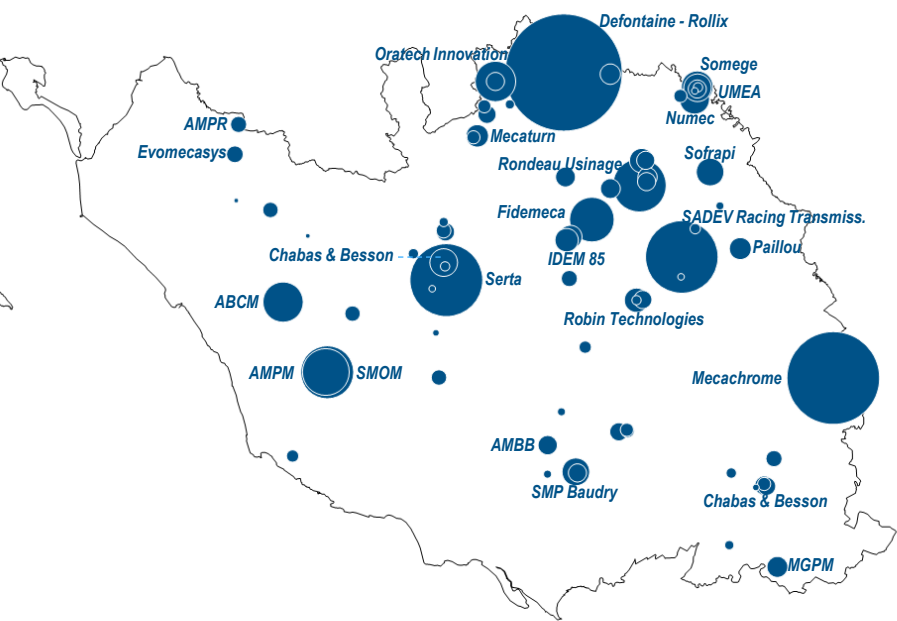 Defontaine - Rollix
Oratech Innovation
Somege
UMEA
Numec
AMPR
Mecaturn
Evomecasys
Rondeau Usinage
Sofrapi
Fidemeca
SADEV Racing Transmiss.
Paillou
Chabas & Besson
IDEM 85
Serta
ABCM
Robin Technologies
AMPM
SMOM
Mecachrome
AMBB
SMP Baudry
Chabas & Besson
MGPM